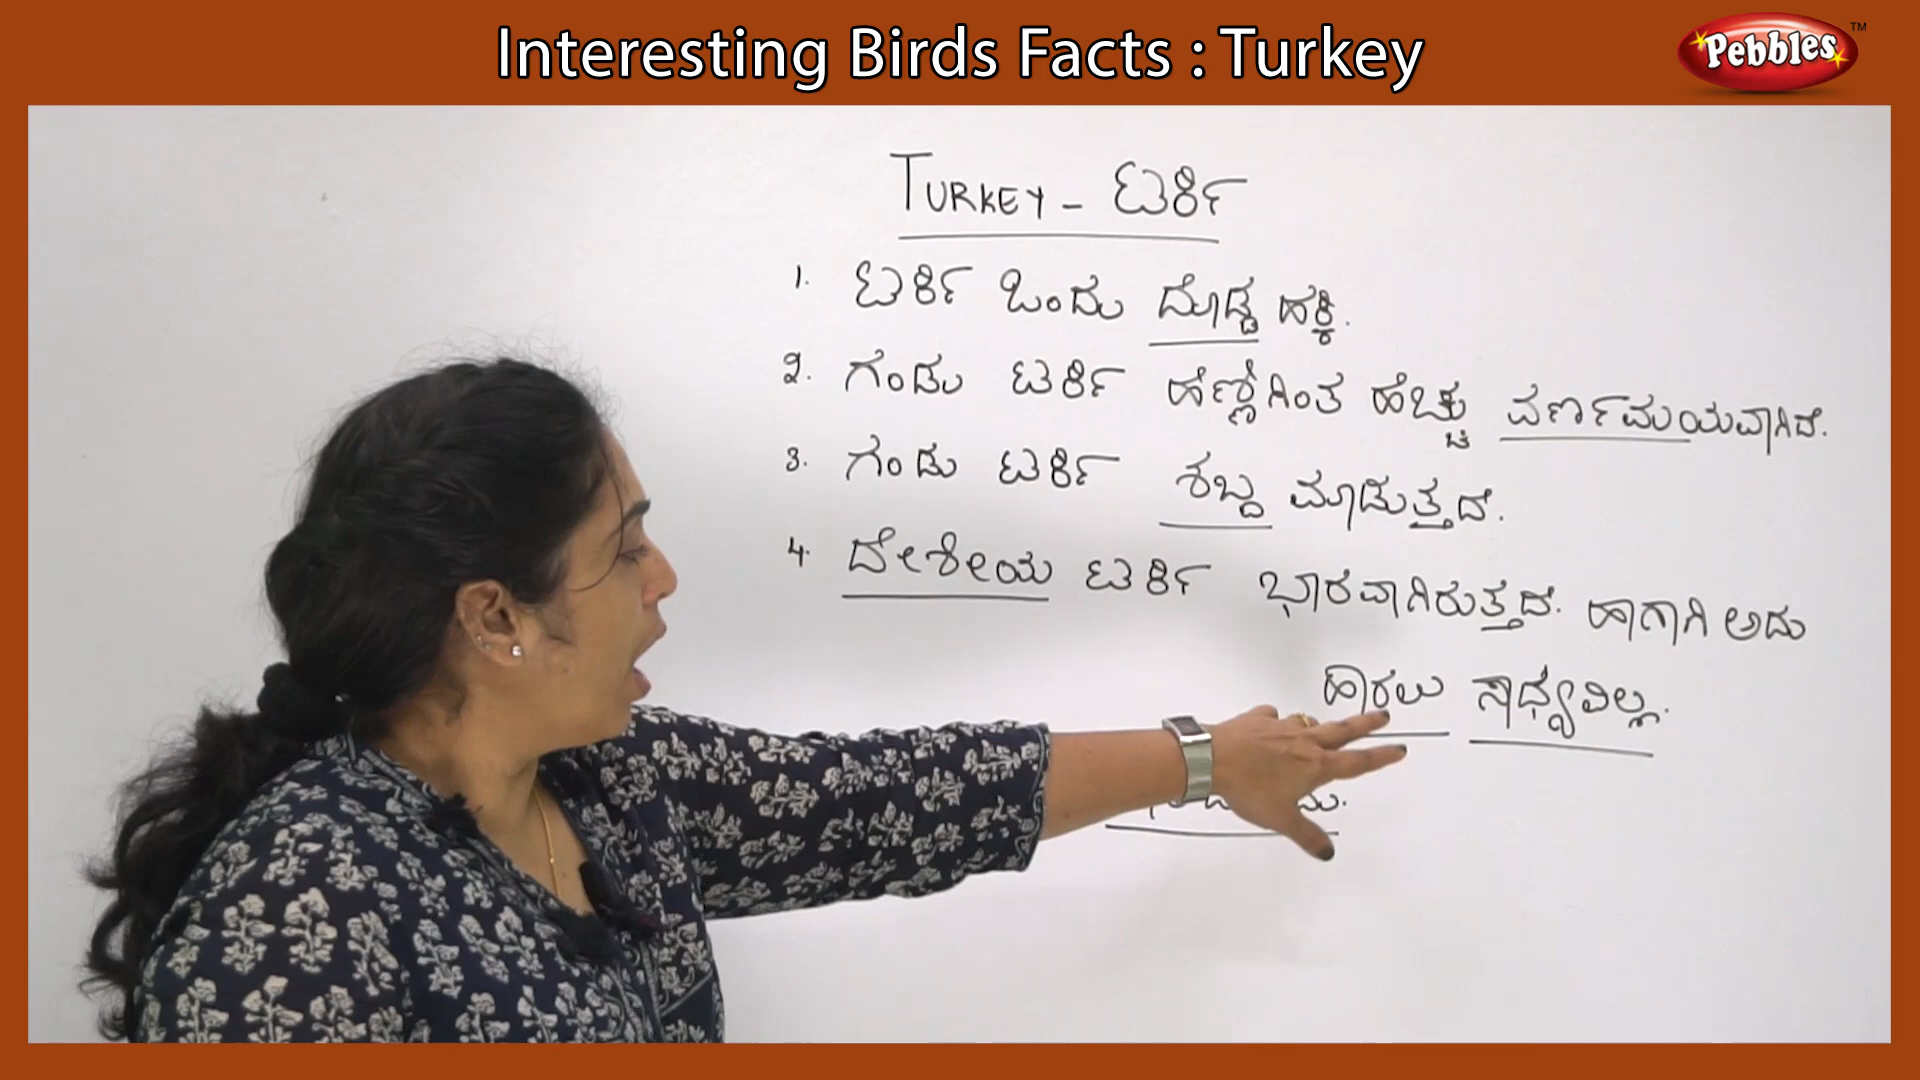 Interesting Birds Facts : Turkey
Pebbles TM
TURKEY - ಟರ್ಕಿ
1. ಟರ್ಕಿ ಒಂದು ದೊಡ್ಡ ಹಕ್ಕಿ.
2. ಗಂಡು ಟರ್ಕಿ ಹೆಣ್ಣಿಗಿಂತ ಹೆಚ್ಚು ವರ್ಣಮಯವಾಗಿದೆ.
3. ಗಂಡು ಟರ್ಕಿ ಶಬ್ದ ಮಾಡುತ್ತದೆ.
4. ದೇಶೀಯ ಟರ್ಕಿ ಭಾರವಾಗಿರುತ್ತದೆ. ಹಾಗಾಗಿ ಅದು
ಹಾರಲು ಸಾಧ್ಯವಿಲ್ಲ.